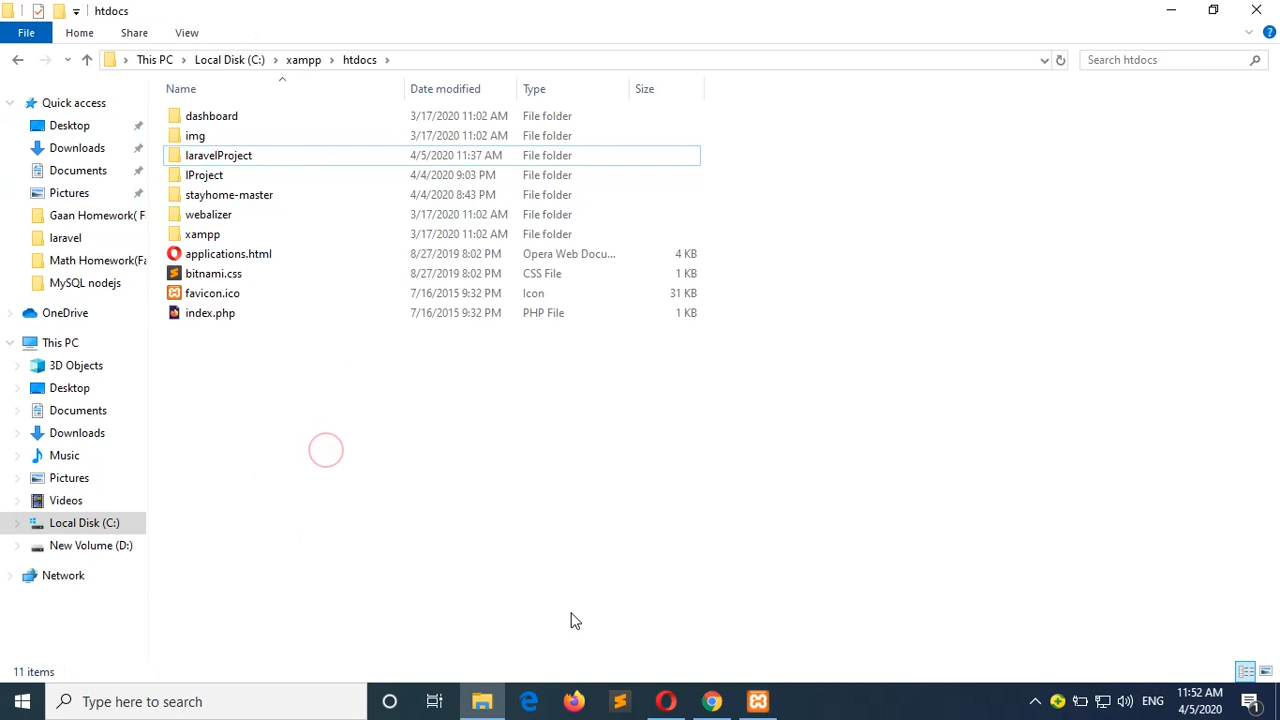 htdocs
File Home Share View
This PC Local Disk (C:) xampp htdocs Search htdocs
Name Date modified Type Size
Quick access
Desktop
Downloads
Documents
Pictures
Gaan Homework( F
laravel
Math Homework(Fa
MySQL nodejs
OneDrive
This PC
3D Objects
Desktop
Documents
Downloads
Music
Pictures
Videos
Local Disk (C:)
New Volume (D:)
Network
dashboard 3/17/2020 11:02 AM File folder
img 3/17/2020 11:02 AM File folder
laravelProject 4/5/2020 11:37 AM File folder
lProject 4/4/2020 9:03 PM File folder
stayhome-master 4/4/2020 8:43 PM File folder
webalizer 3/17/2020 11:02 AM File folder
xampp 3/17/2020 11:02 AM File folder
applications.html 8/27/2019 8:02 PM Opera Web Docu... 4 KB
bitnami.css 8/27/2019 8:02 PM CSS File 1 KB
favicon.ico 7/16/2015 9:32 PM Icon 31 KB
index.php 7/16/2015 9:32 PM PHP File 1 KB
11 items
Type here to search
ENG
11:52 AM
4/5/2020
1